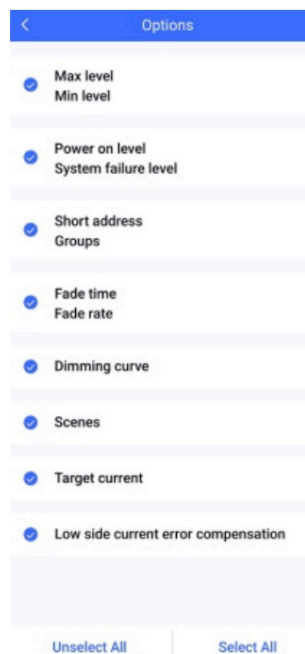 Options
Max level
Min level
Power on level
System failure level
Short address
Groups
Fade time
Fade rate
Dimming curve
Scenes
Target current
Low side current error compensation
Unselect All
Select All